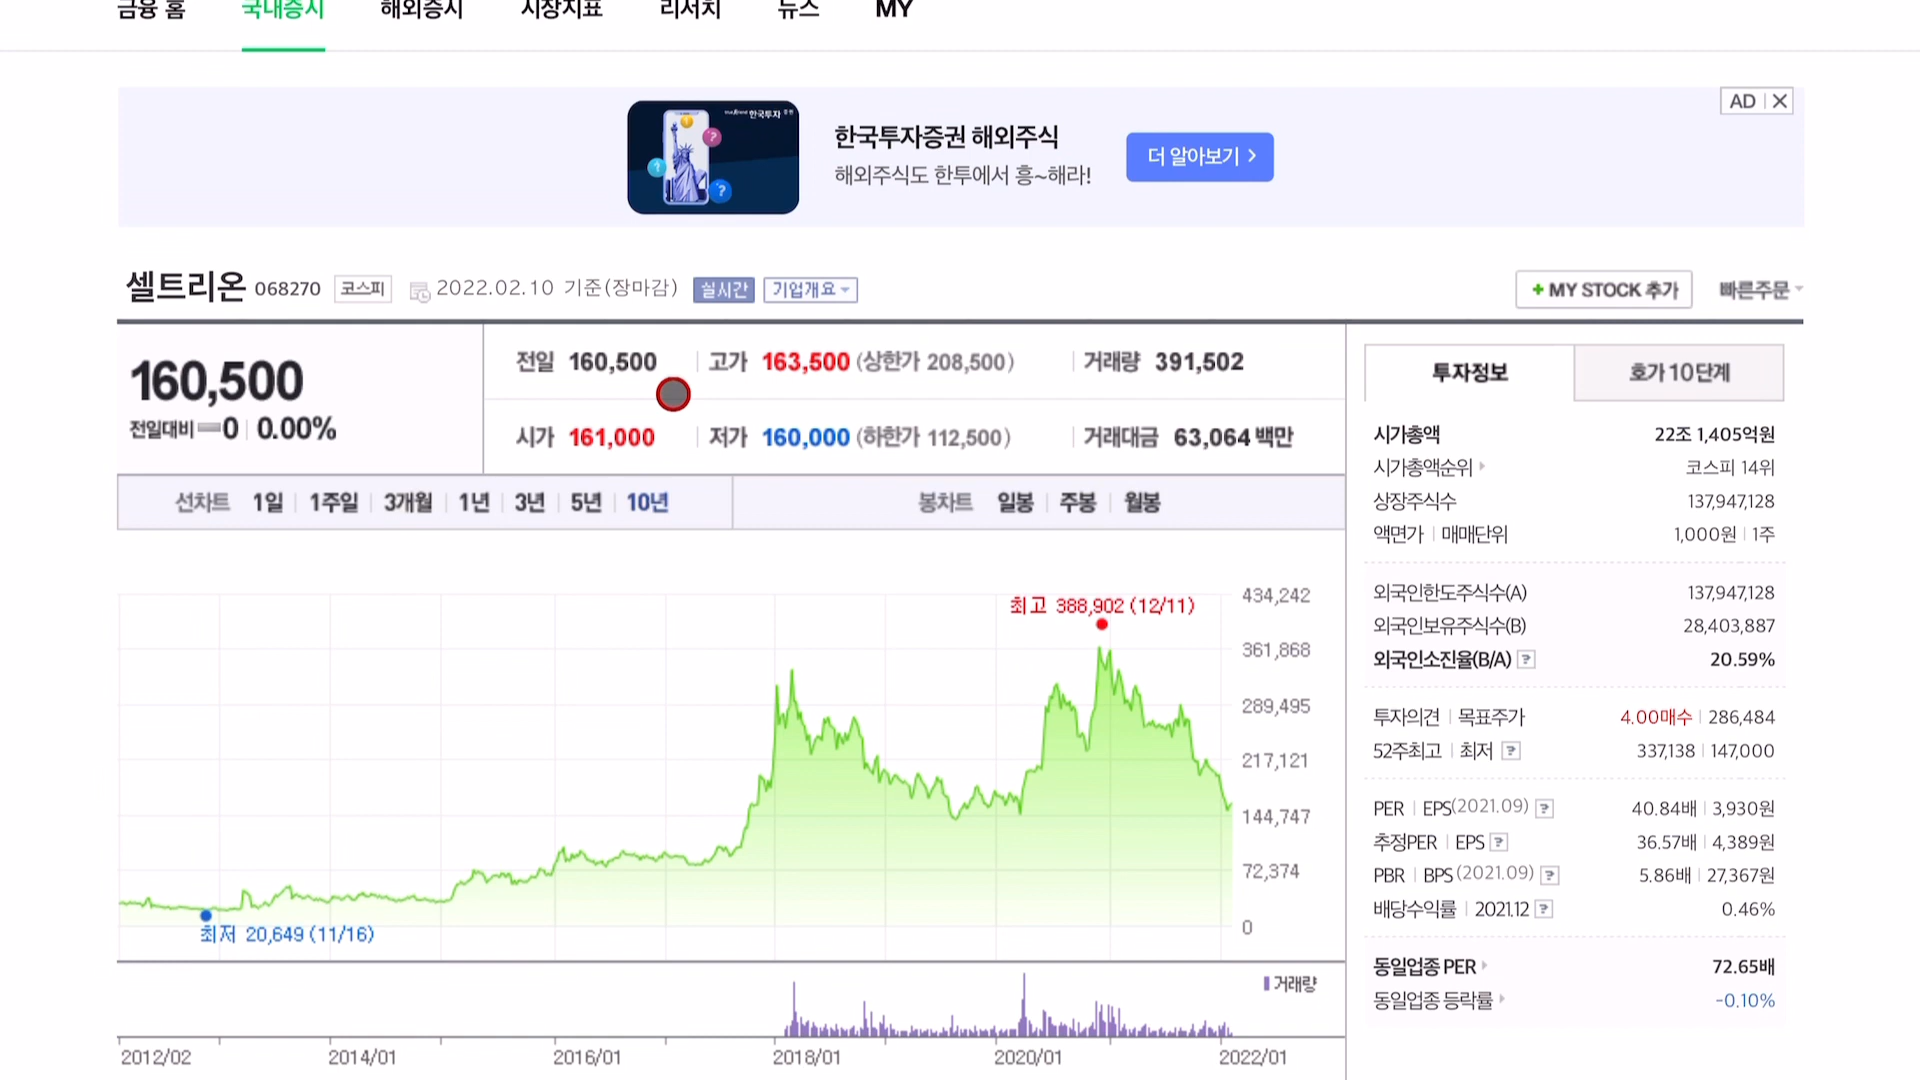 금융 홈 국내증시 해외증시 시장지표 리서치 뉴스 MY
AD
한국투자
한국투자증권 해외주식
해외주식도 한투에서 흥~해라!
더 알아보기
셀트리온 068270 코스피 2022.02.10 기준(장마감) 실시간 기업개요
+ MY STOCK 추가 빠른주문
160,500
전일대비 0 0.00%
전일 160,500 고가 163,500 (상한가 208,500) 거래량 391,502
시가 161,000 저가 160,000 (하한가 112,500) 거래대금 63,064 백만
선차트 1일 1주일 3개월 1년 3년 5년 10년
봉차트 일봉 주봉 월봉
최고 388,902 (12/11)
최저 20,649 (11/16)
434,242
361,868
289,495
217,121
144,747
72,374
0
거래량
2012/02 2014/01 2016/01 2018/01 2020/01 2022/01
투자정보 호가 10단계
시가총액 22조 1,405억원
시가총액순위 코스피 14위
상장주식수 137,947,128
액면가 매매단위 1,000원 1주
외국인한도주식수(A) 137,947,128
외국인보유주식수(B) 28,403,887
외국인소진율(B/A) ? 20.59%
투자의견 목표주가 4.00매수 286,484
52주최고 최저 ? 337,138 147,000
PER EPS(2021.09) ? 40.84배 3,930원
추정PER EPS ? 36.57배 4,389원
PBR BPS (2021.09) ? 5.86배 27,367원
배당수익률 2021.12 ? 0.46%
동일업종 PER 72.65배
동일업종 등락률 -0.10%